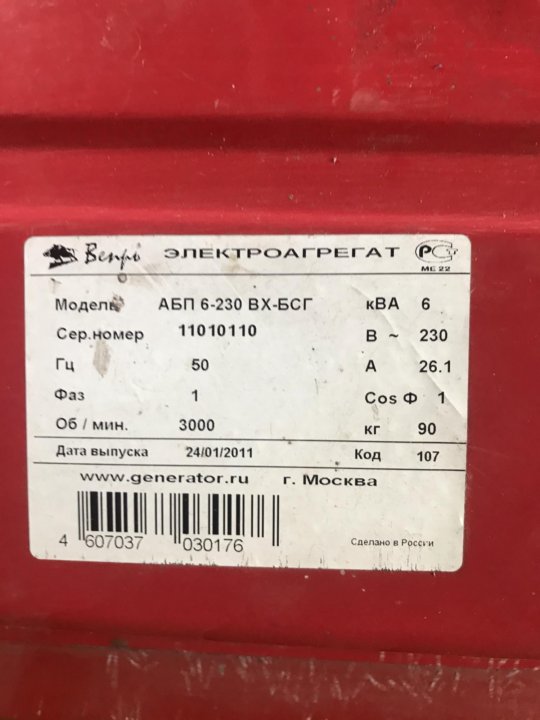 Вепрь ЭЛЕКТРОАГРЕГАТ РСТ
МЕ 22
Модель АБП 6-230 ВХ-БСГ кВА 6
Сер.номер 11010110 В ~ 230
Гц 50 А 26.1
Фаз 1 Cos Ф 1
Об / мин. 3000 кг 90
Дата выпуска 24/01/2011 Код 107
www.generator.ru г. Москва
4 607037 030176
Сделано в России